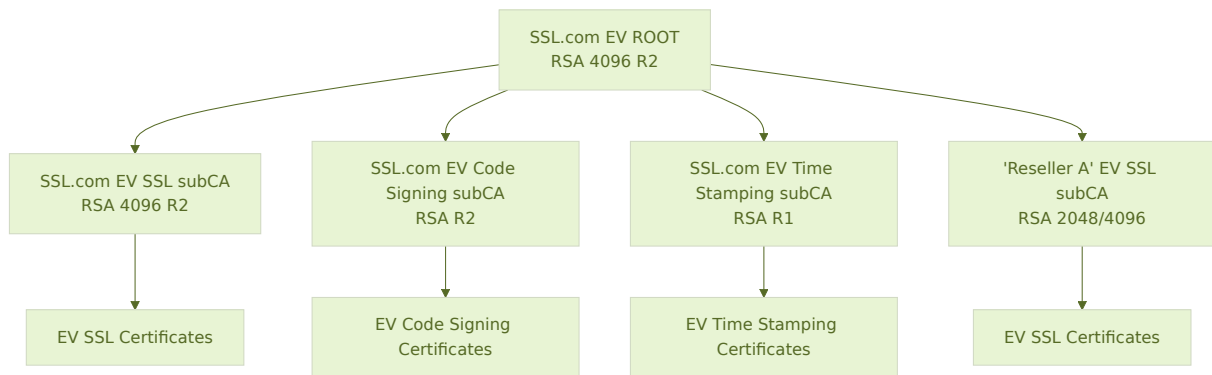 SSL.com EV ROOT
RSA 4096 R2
SSL.com EV SSL subCA
RSA 4096 R2
SSL.com EV Code
Signing subCA
RSA R2
SSL.com EV Time
Stamping subCA
RSA R1
'Reseller A' EV SSL
subCA
RSA 2048/4096
EV SSL Certificates
EV Code Signing
Certificates
EV Time Stamping
Certificates
EV SSL Certificates